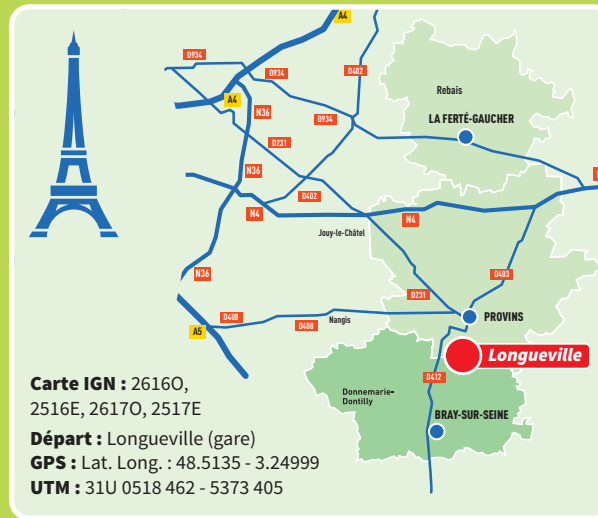 A4
D934
D934
D402
A4
Rebais
N36
D934
LA FERTÉ-GAUCHER
D231
N36
D402
N4
N4
Jouy-le-Châtel
N36
D403
D231
D408
D408
Nangis
A5
PROVINS
Longueville
D412
Donnemarie-
Dontilly
BRAY-SUR-SEINE
Carte IGN : 2616O,
2516E, 2617O, 2517E
Départ : Longueville (gare)
GPS : Lat. Long. : 48.5135 - 3.24999
UTM : 31U 0518 462 - 5373 405